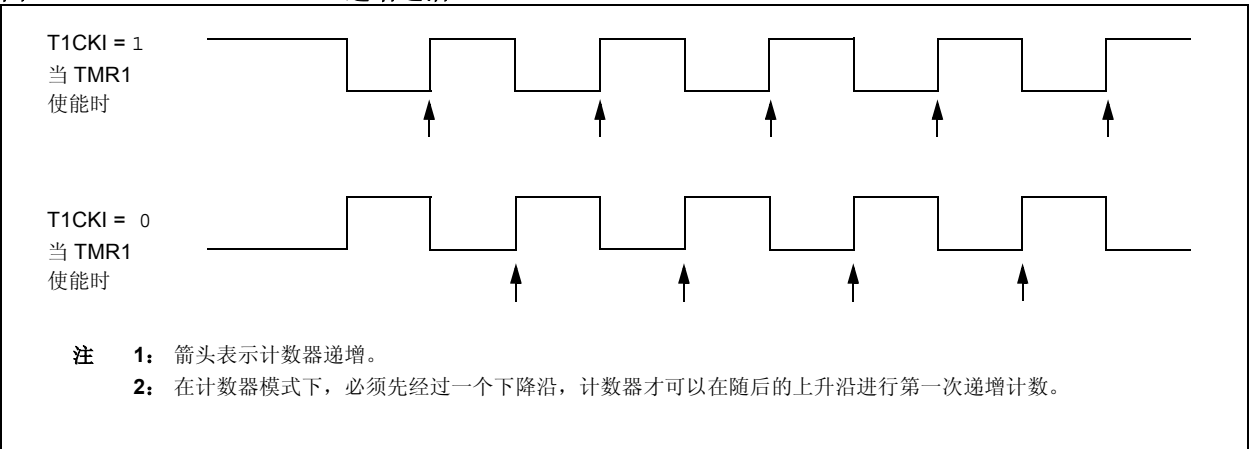 T1CKI = 1
当 TMR1
使能时
T1CKI = 0
当 TMR1
使能时
注 1： 箭头表示计数器递增。
2： 在计数器模式下，必须先经过一个下降沿，计数器才可以在随后的上升沿进行第一次递增计数。